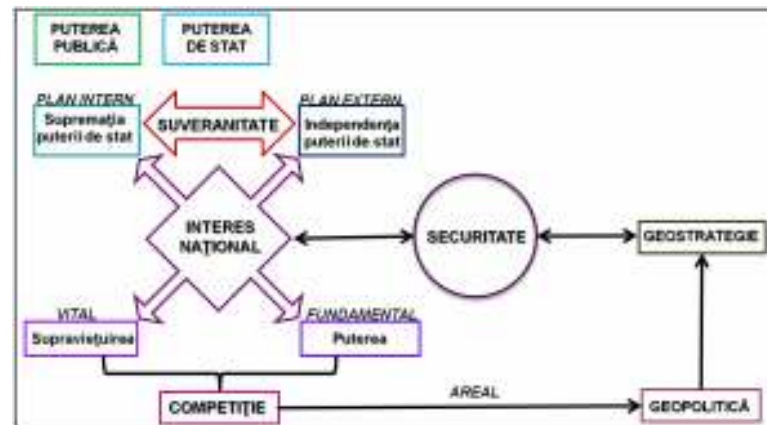 PUTEREA
PUBLICĂ
PUTEREA
DE STAT
PLAN INTERN
PLAN EXTERN
Supremația
puterii de stat
SUVERANITATE
Independența
puterii de stat
INTERES
NAȚIONAL
SECURITATE
GEOSTRATEGIE
VITAL
FUNDAMENTAL
Supraviețuirea
Puterea
COMPETIȚIE
AREAL
GEOPOLITICĂ